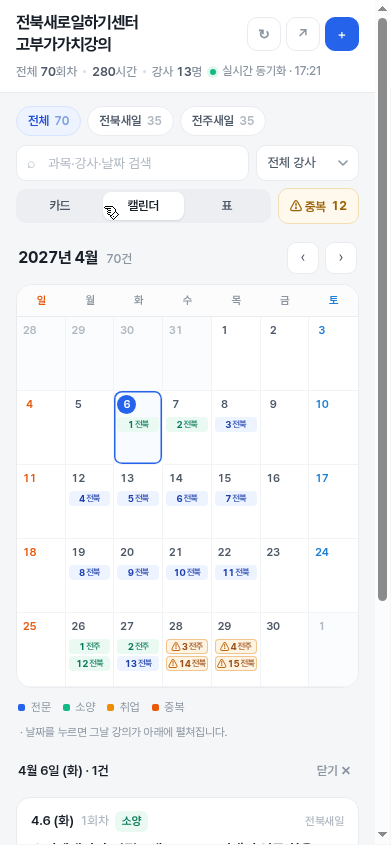 전북새로일하기센터
고부가가치강의
↻ ↗ +
전체 70회차 · 280시간 · 강사 13명 실시간 동기화 · 17:21
전체 70 전북새일 35 전주새일 35
과목·강사·날짜 검색 전체 강사
카드 캘린더 표 중복 12
2027년 4월 70건 ‹ ›
일 월 화 수 목 금 토
28 29 30 31 1 2 3
4 5 6 7 8 9 10
1 전북 2 전북 3 전북
11 12 13 14 15 16 17
4 전북 5 전북 6 전북 7 전북
18 19 20 21 22 23 24
8 전북 9 전북 10 전북 11 전북
25 26 27 28 29 30 1
1 전주 2 전주 3 전주 4 전주
12 전북 13 전북 14 전북 15 전북
전문 소양 취업 중복
· 날짜를 누르면 그날 강의가 아래에 펼쳐집니다.
4월 6일 (화) · 1건 닫기 ✕
4.6 (화) 1회차 소양 전북새일